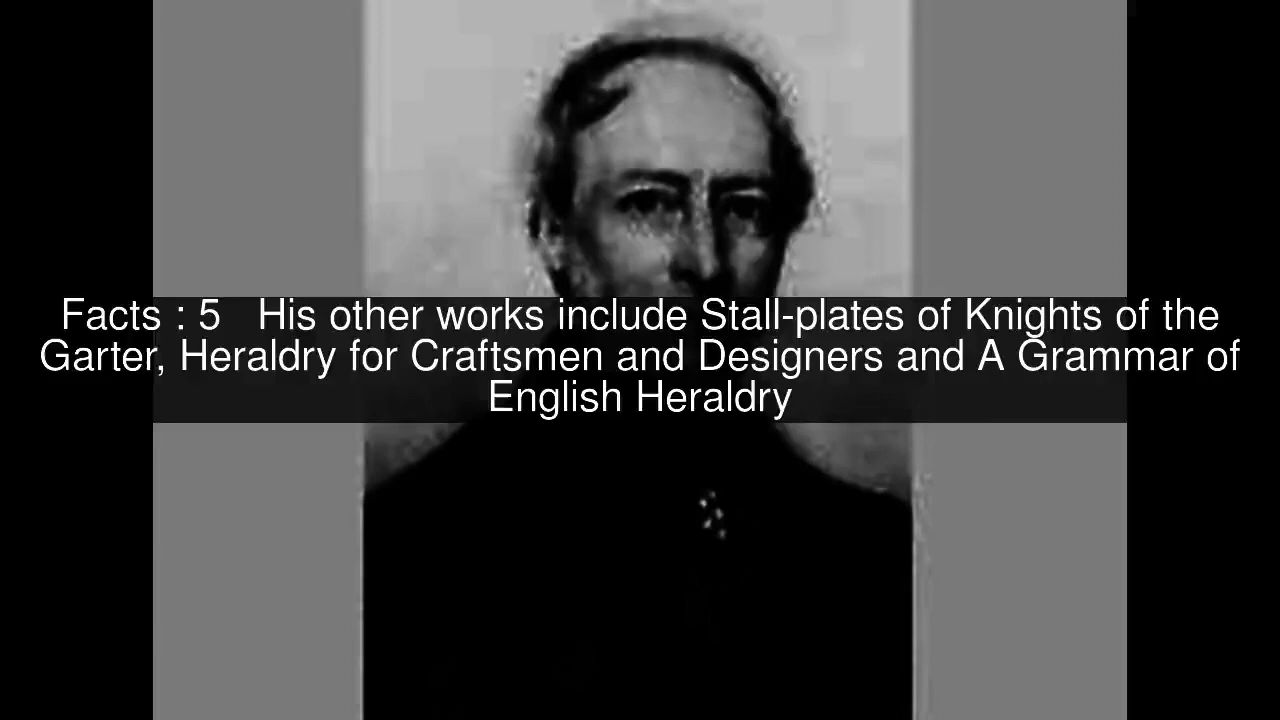 Facts : 5   His other works include Stall-plates of Knights of the
Garter, Heraldry for Craftsmen and Designers and A Grammar of
English Heraldry